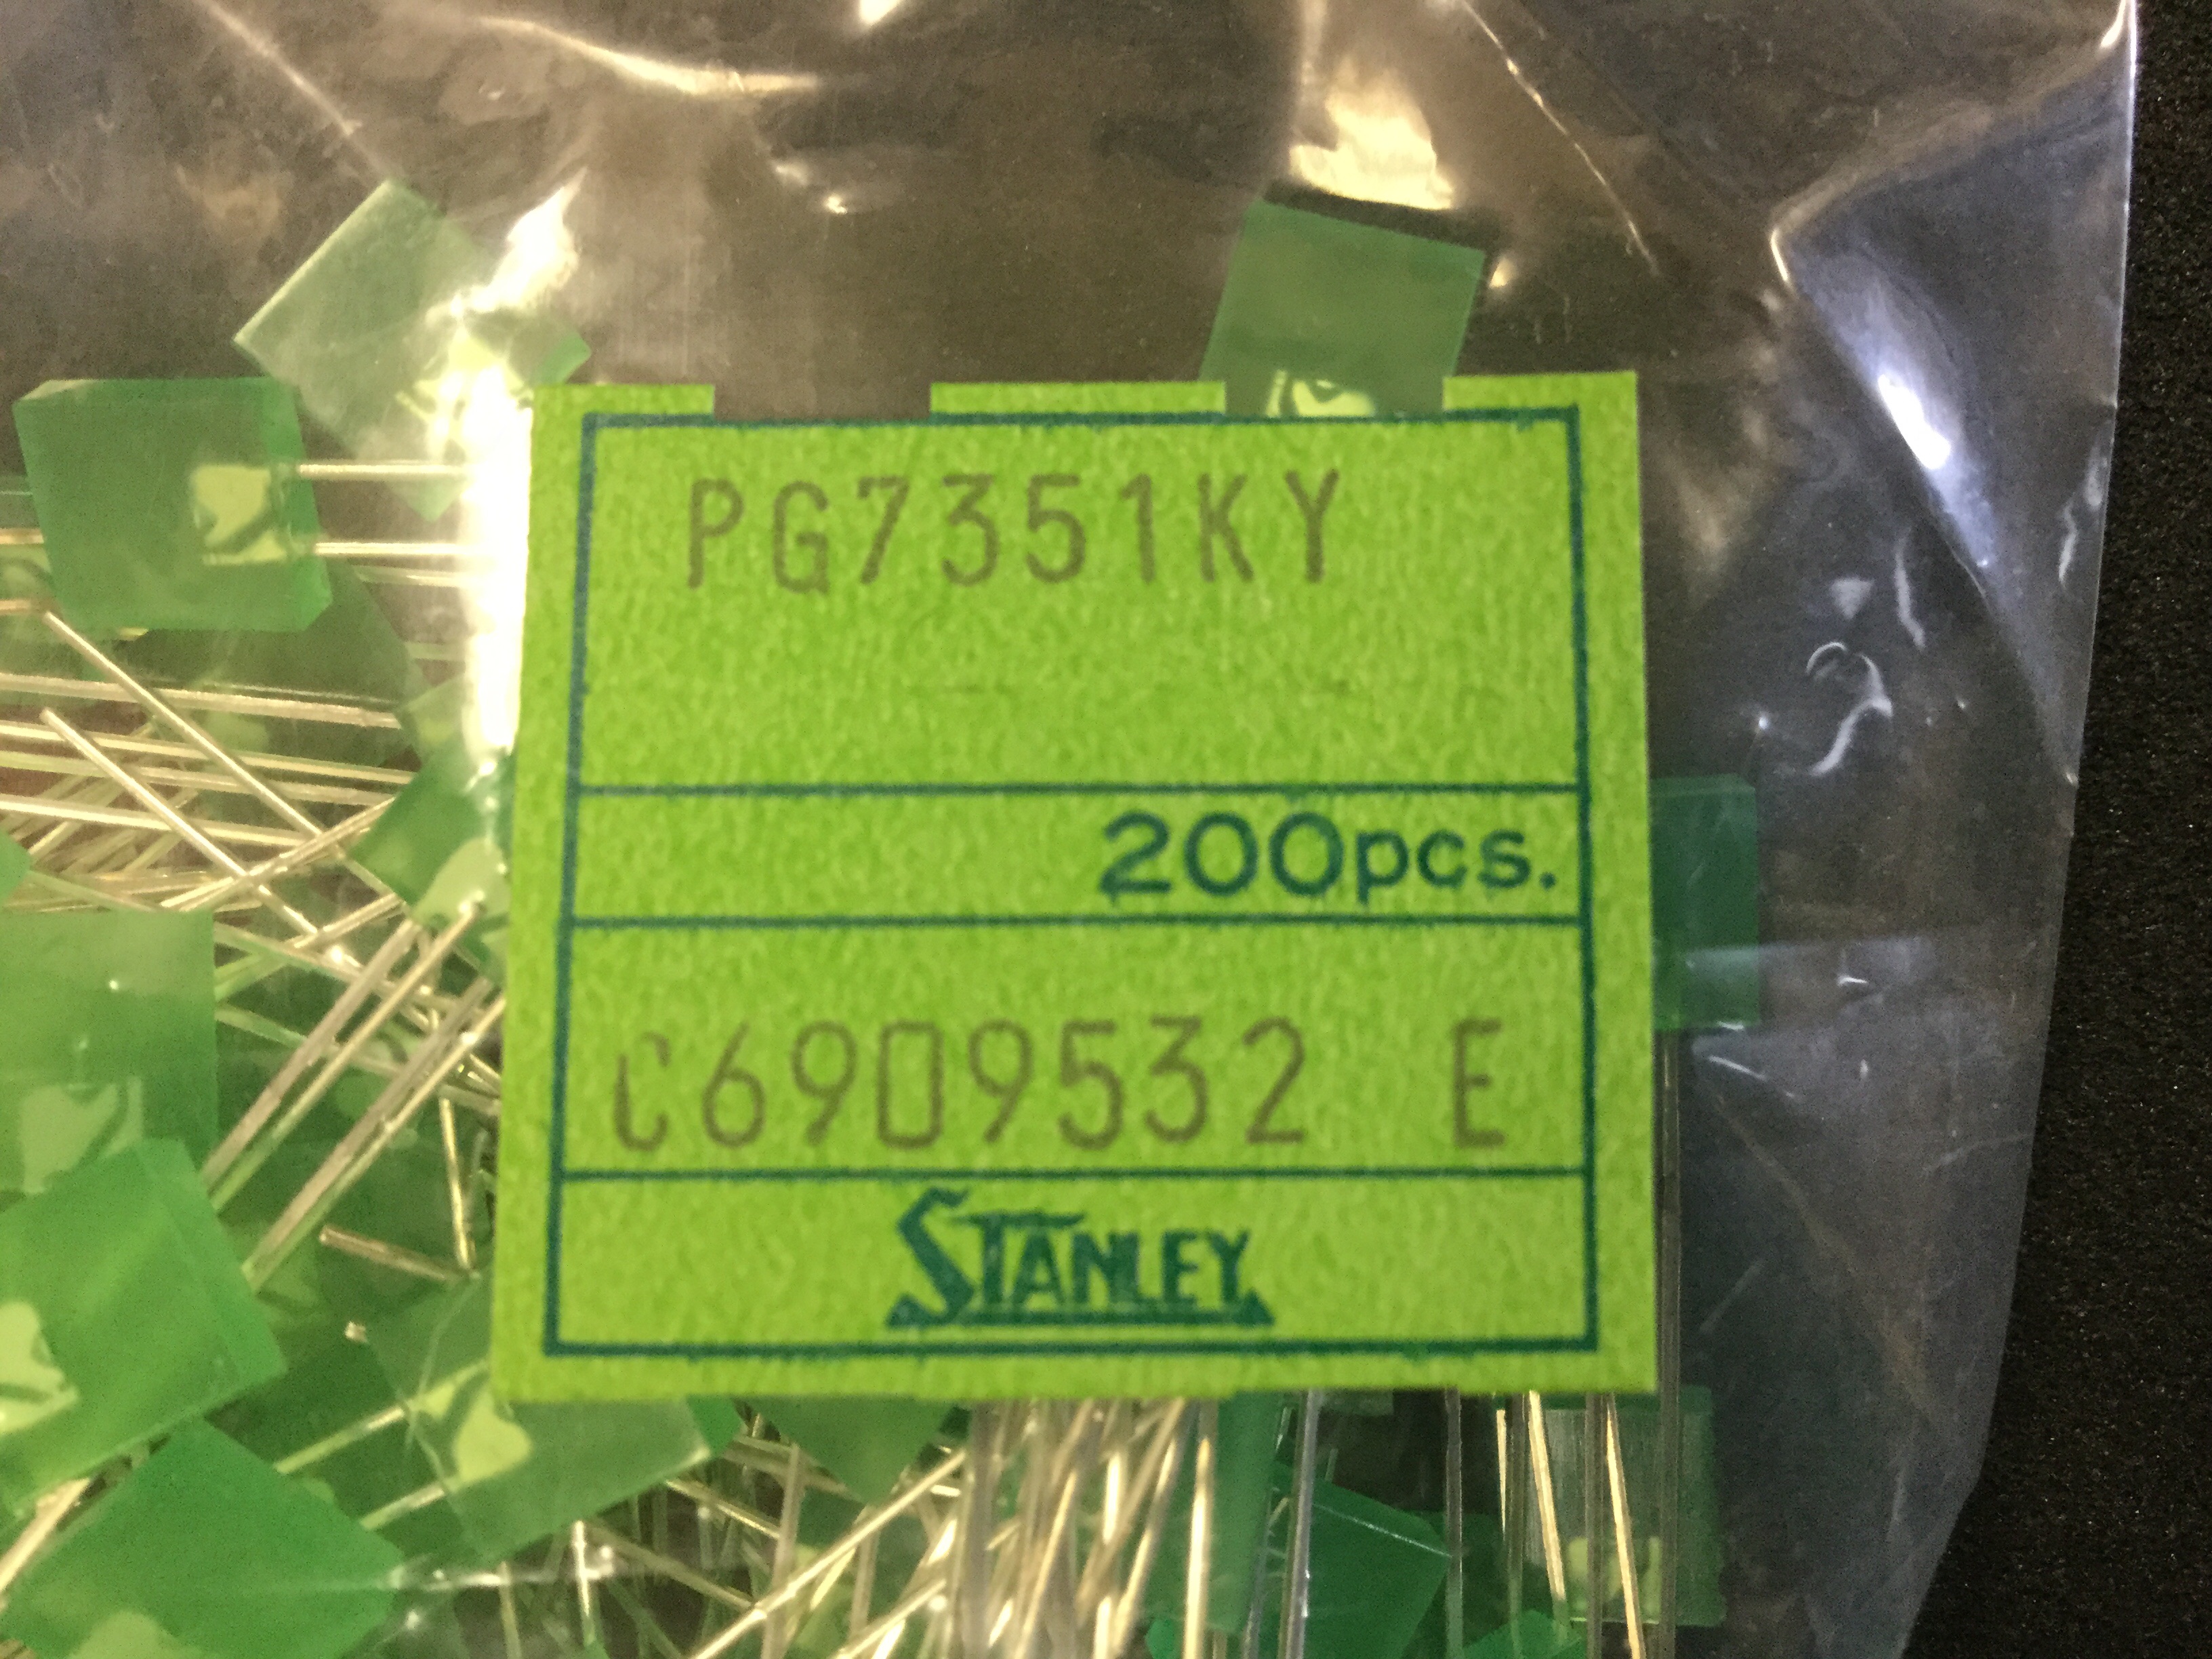 PG7351KY
200pcs.
C6909532 E
STANLEY